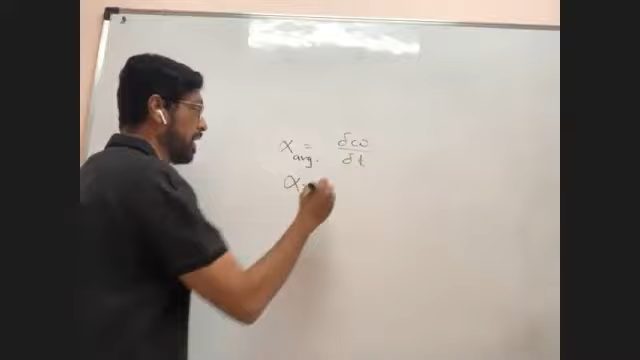 α avg. = δω / δt
α =